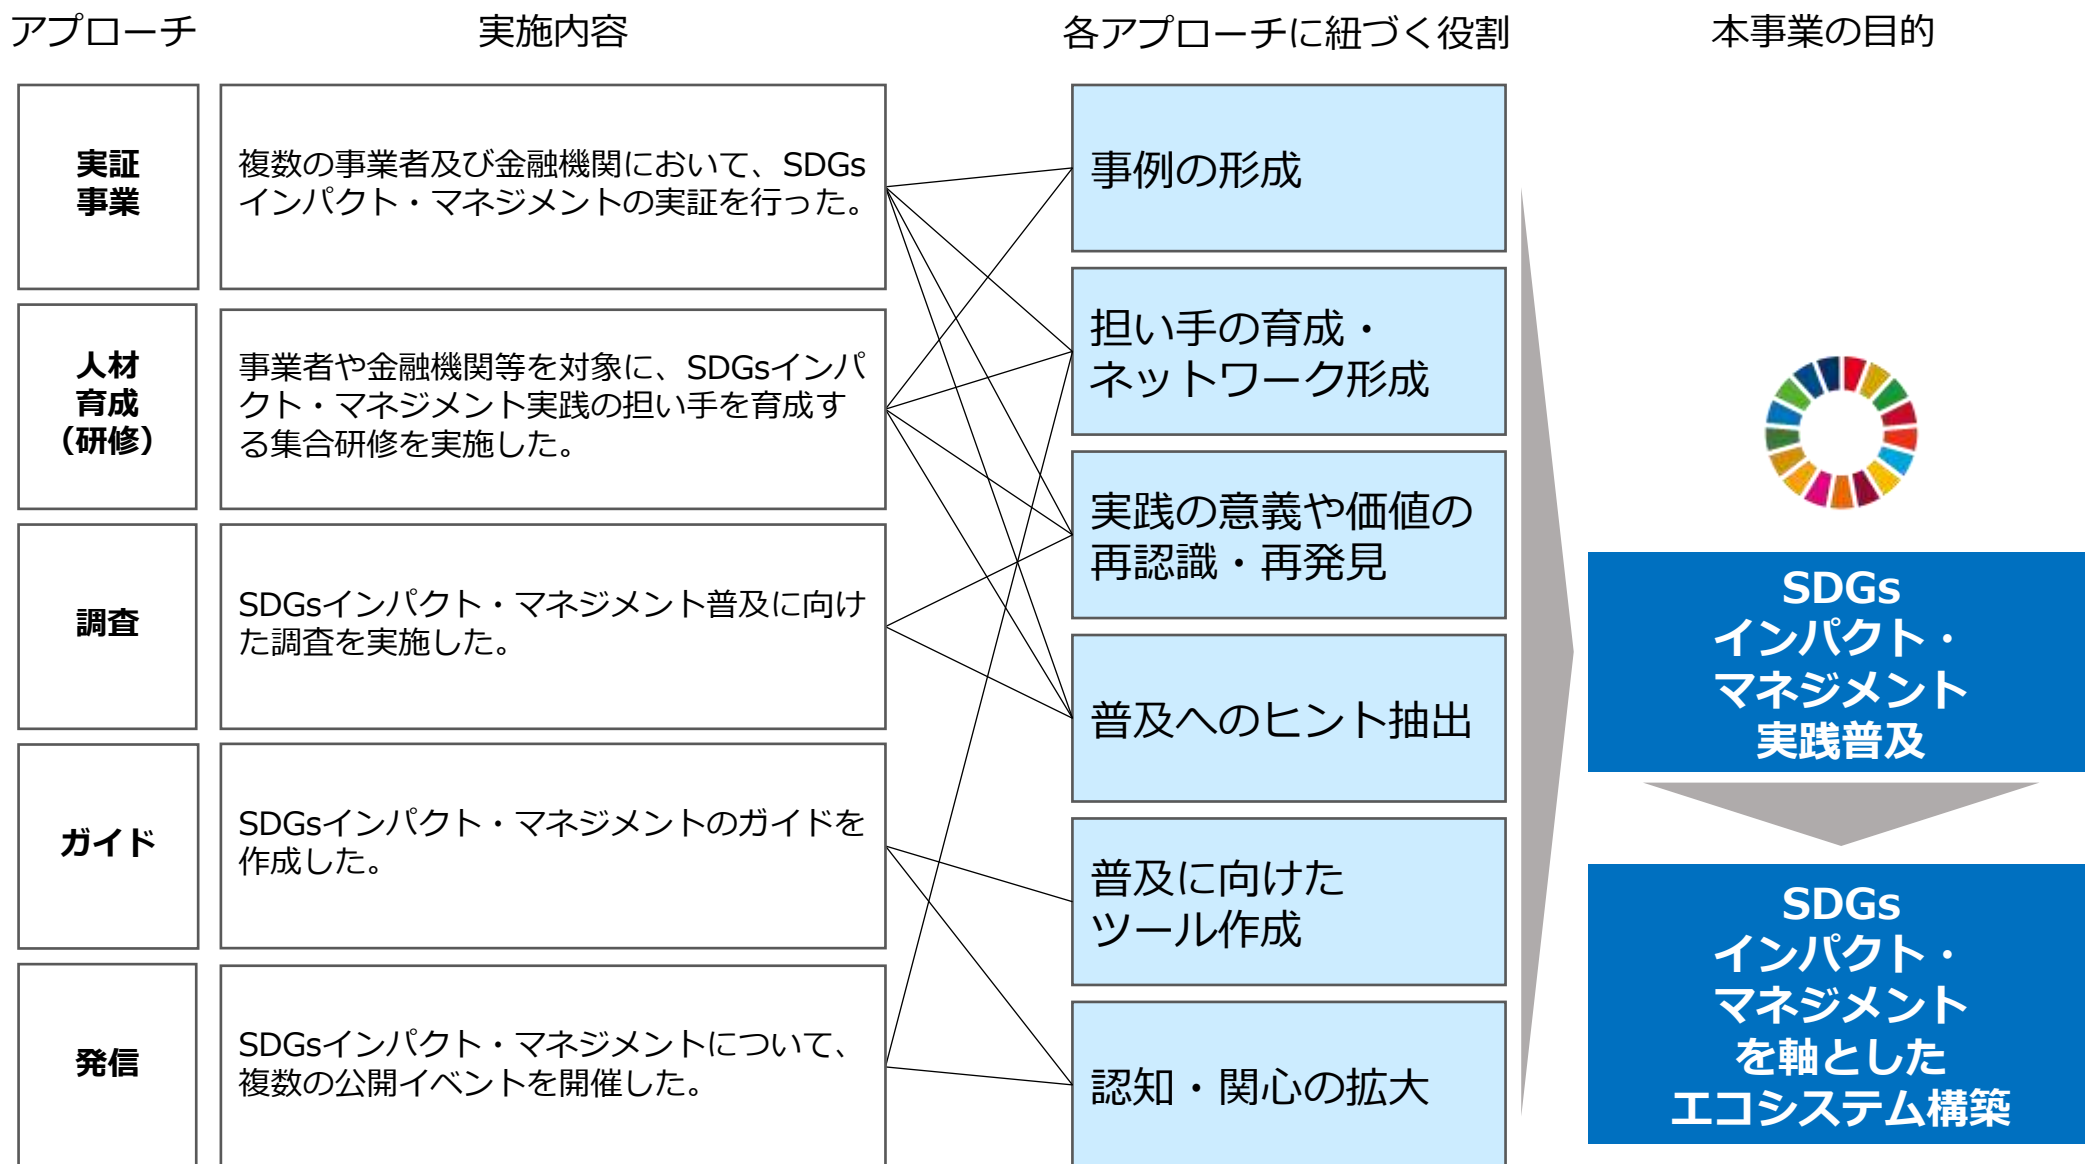 アプローチ
実施内容
各アプローチに紐づく役割
本事業の目的
実証
事業
複数の事業者及び金融機関において、SDGs
インパクト・マネジメントの実証を行った。
人材
育成
（研修）
事業者や金融機関等を対象に、SDGsインパ
クト・マネジメント実践の担い手を育成す
る集合研修を実施した。
調査
SDGsインパクト・マネジメント普及に向け
た調査を実施した。
ガイド
SDGsインパクト・マネジメントのガイドを
作成した。
発信
SDGsインパクト・マネジメントについて、
複数の公開イベントを開催した。
事例の形成
担い手の育成・
ネットワーク形成
実践の意義や価値の
再認識・再発見
普及へのヒント抽出
普及に向けた
ツール作成
認知・関心の拡大
SDGs
インパクト・
マネジメント
実践普及
SDGs
インパクト・
マネジメント
を軸とした
エコシステム構築